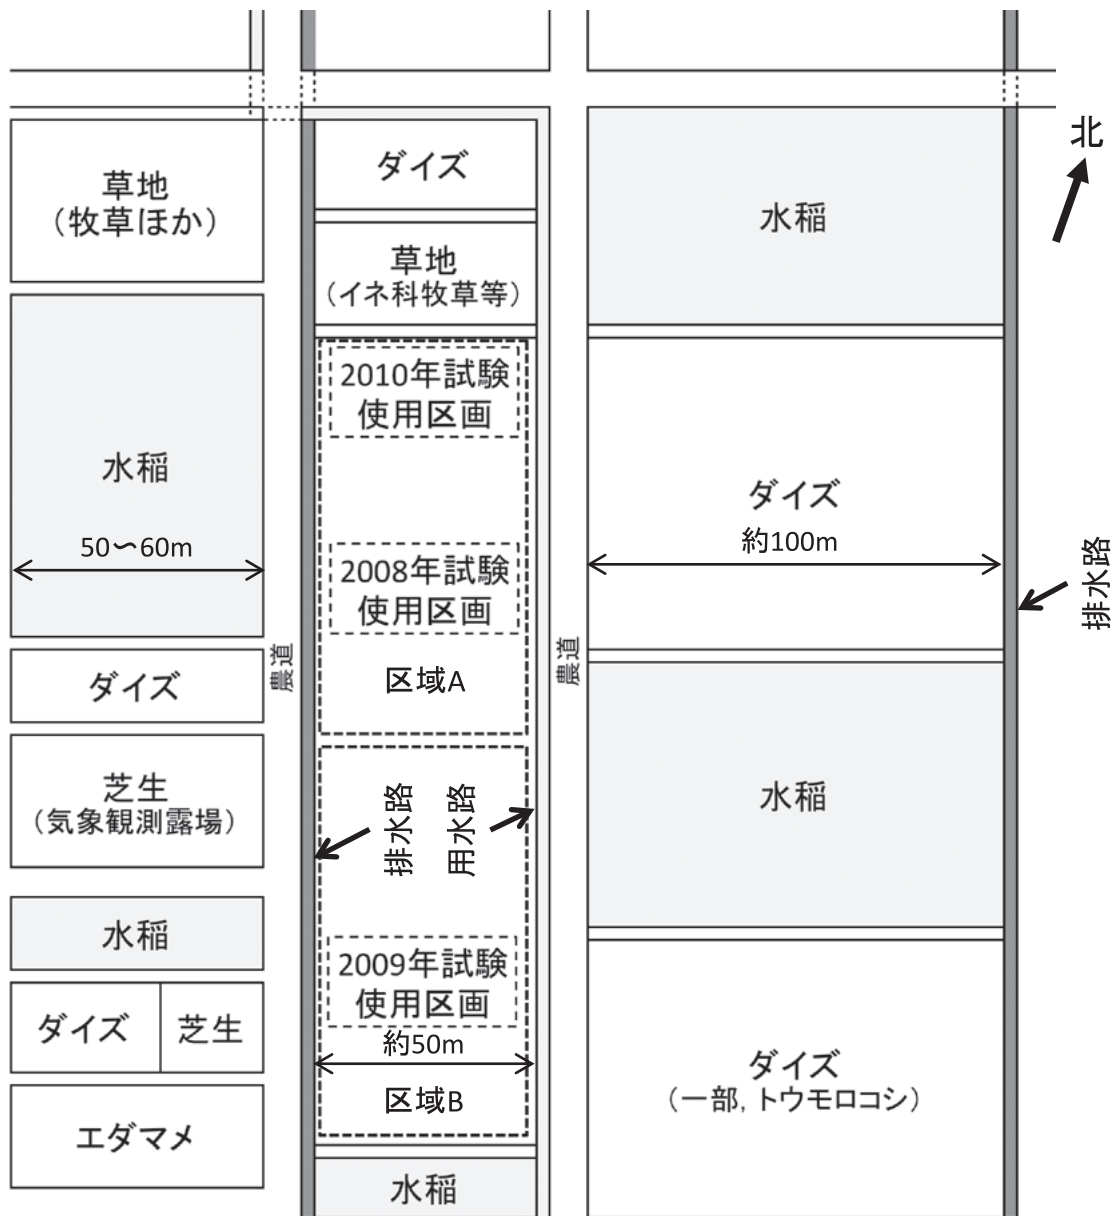 草地
（牧草ほか）
水稲
50〜60m
ダイズ
芝生
（気象観測露場）
水稲
ダイズ
芝生
エダマメ
農道
ダイズ
草地
（イネ科牧草等）
2010年試験
使用区画
2008年試験
使用区画
区域A
排水路
用水路
2009年試験
使用区画
約50m
区域B
水稲
農道
水稲
ダイズ
約100m
水稲
ダイズ
（一部, トウモロコシ）
北
排水路